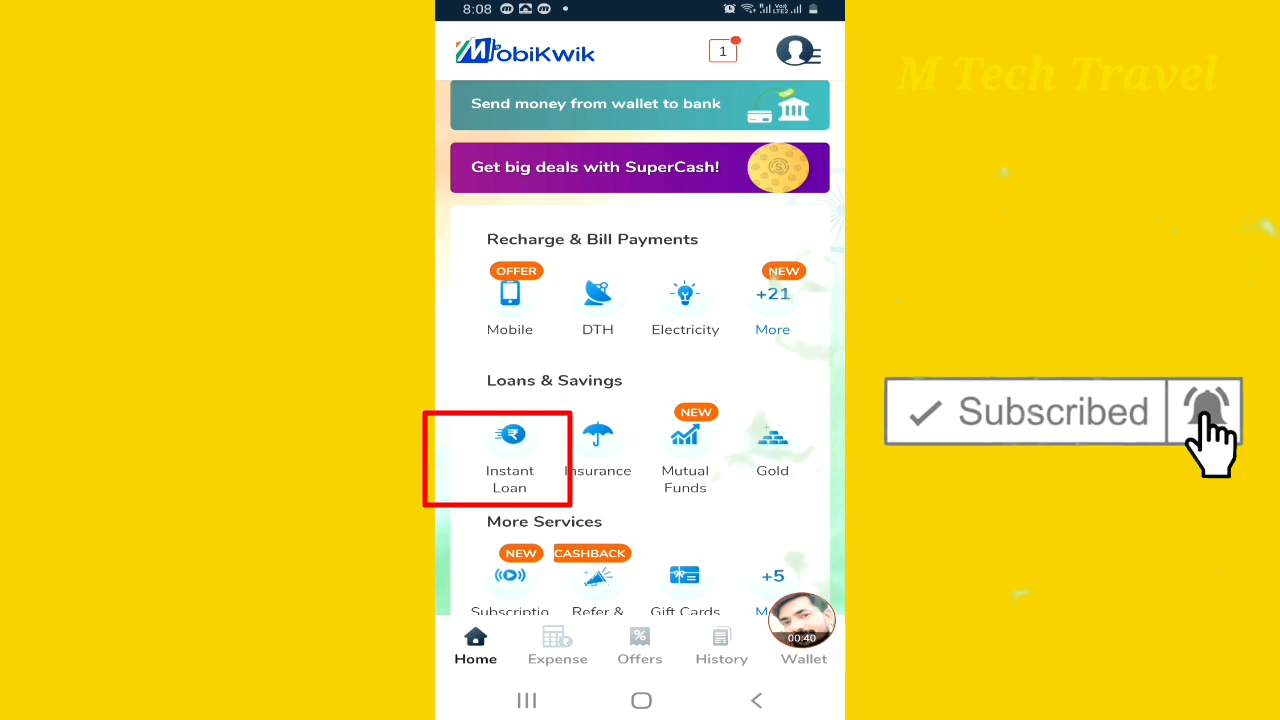 8:08
MobiKwik
1
M Tech Travel
Send money from wallet to bank
Get big deals with SuperCash!
Recharge & Bill Payments
OFFER
NEW
+21
Mobile
DTH
Electricity
More
Loans & Savings
NEW
Instant
Loan
Insurance
Mutual
Funds
Gold
Subscribed
More Services
NEW
CASHBACK
+5
Subscriptio
Refer &
Gift Cards
00:40
Home
Expense
Offers
History
Wallet